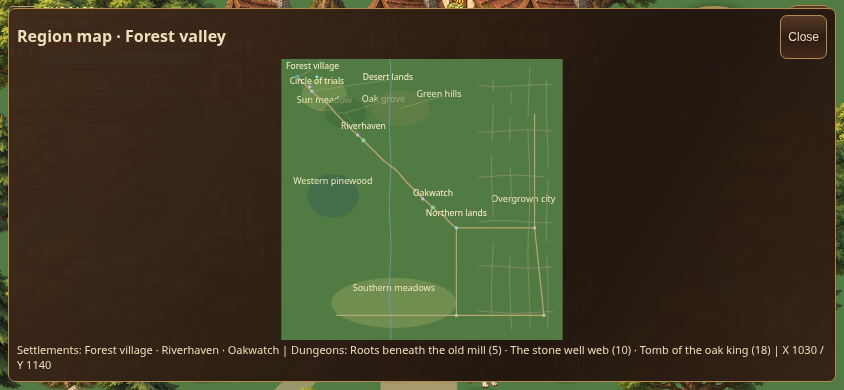 Region map · Forest valley
Close
Forest village
Circle of trials
Desert lands
Sun meadow
Oak grove
Green hills
Riverhaven
Western pinewood
Oakwatch
Overgrown city
Northern lands
Southern meadows
Settlements: Forest village · Riverhaven · Oakwatch | Dungeons: Roots beneath the old mill (5) · The stone well web (10) · Tomb of the oak king (18) | X 1030 /
Y 1140